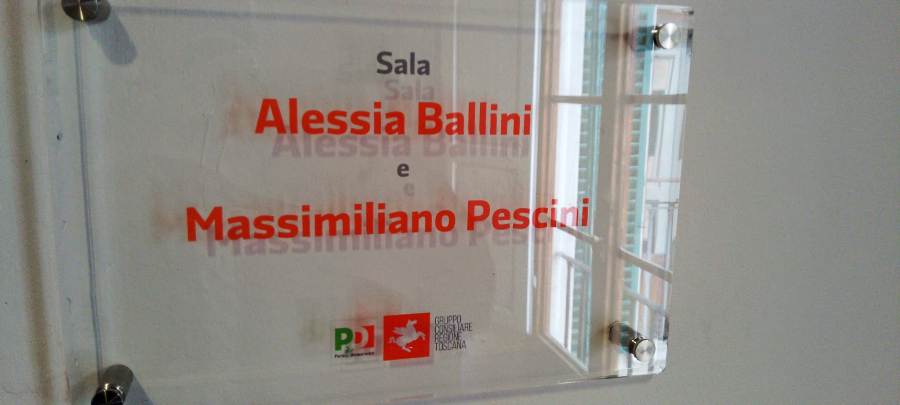 Sala
Alessia Ballini
e
Massimiliano Pescini
PD
Partito Democratico
GRUPPO
CONSILIARE
REGIONE
TOSCANA